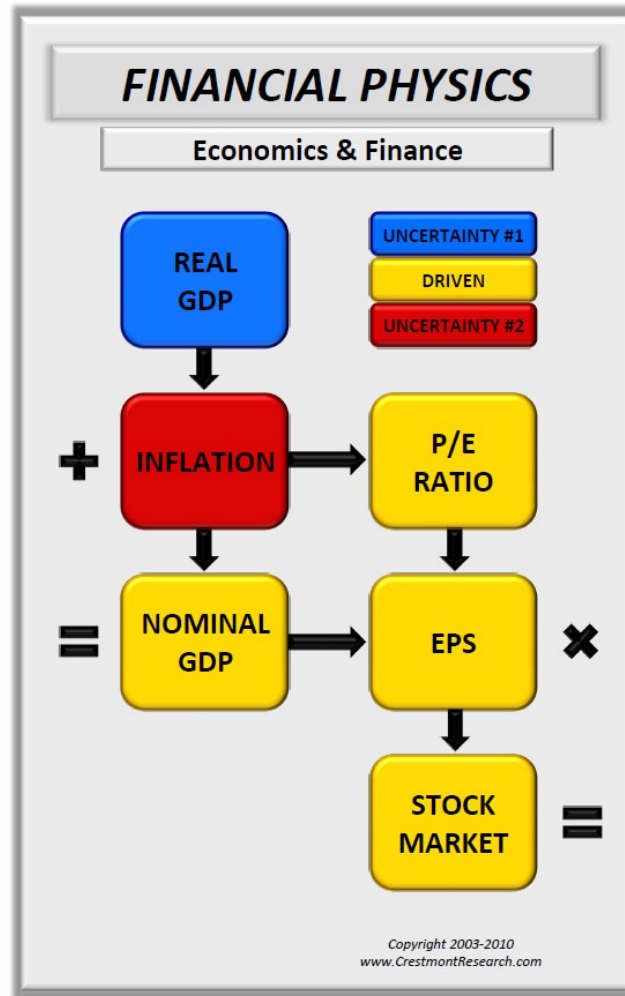 FINANCIAL PHYSICS
Economics & Finance
REAL
GDP
UNCERTAINTY #1
DRIVEN
UNCERTAINTY #2
+
INFLATION
P/E
RATIO
=
NOMINAL
GDP
EPS
×
STOCK
MARKET
=
Copyright 2003-2010
www.CrestmontResearch.com